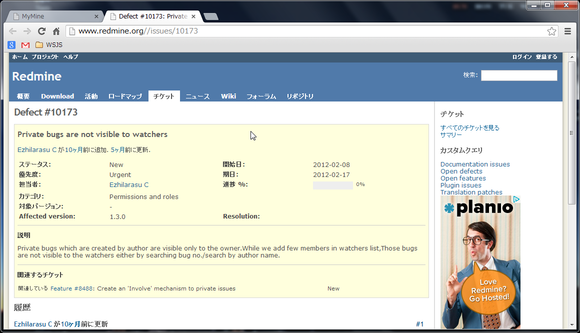 MyMine
Defect #10173: Private
www.redmine.org//issues/10173
WSJS
ホーム プロジェクト ヘルプ
ログイン 登録する
Redmine
検索:
概要 Download 活動 ロードマップ チケット ニュース Wiki フォーラム リポジトリ
Defect #10173
Private bugs are not visible to watchers
Ezhilarasu C が10ヶ月前に追加. 5ヶ月前に更新.
ステータス: New 開始日: 2012-02-08
優先度: Urgent 期日: 2012-02-17
担当者: Ezhilarasu C 進捗 %: 0%
カテゴリ: Permissions and roles
対象バージョン: -
Affected version: 1.3.0 Resolution:
説明
Private bugs which are created by author are visible only to the owner.While we add few members in watchers list,Those bugs
are not visible to the watchers either by searching bug no./search by author name.
関連するチケット
関連している Feature #8488: Create an 'Involve' mechanism to private issues New
履歴
Ezhilarasu C が10ヶ月前に更新 #1
チケット
すべてのチケットを見る
サマリー
カスタムクエリ
Documentation issues
Open defects
Open features
Plugin issues
Translation patches
planio
Love
Redmine?
Go Hosted!